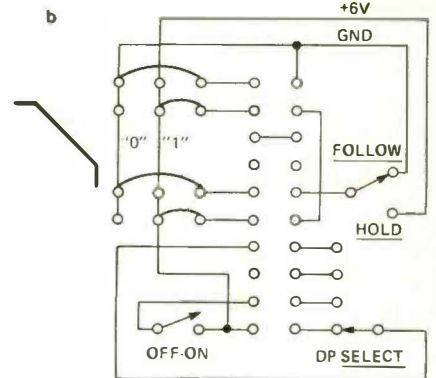 b
+6V
GND
"0" "1"
FOLLOW
HOLD
OFF-ON
DP SELECT